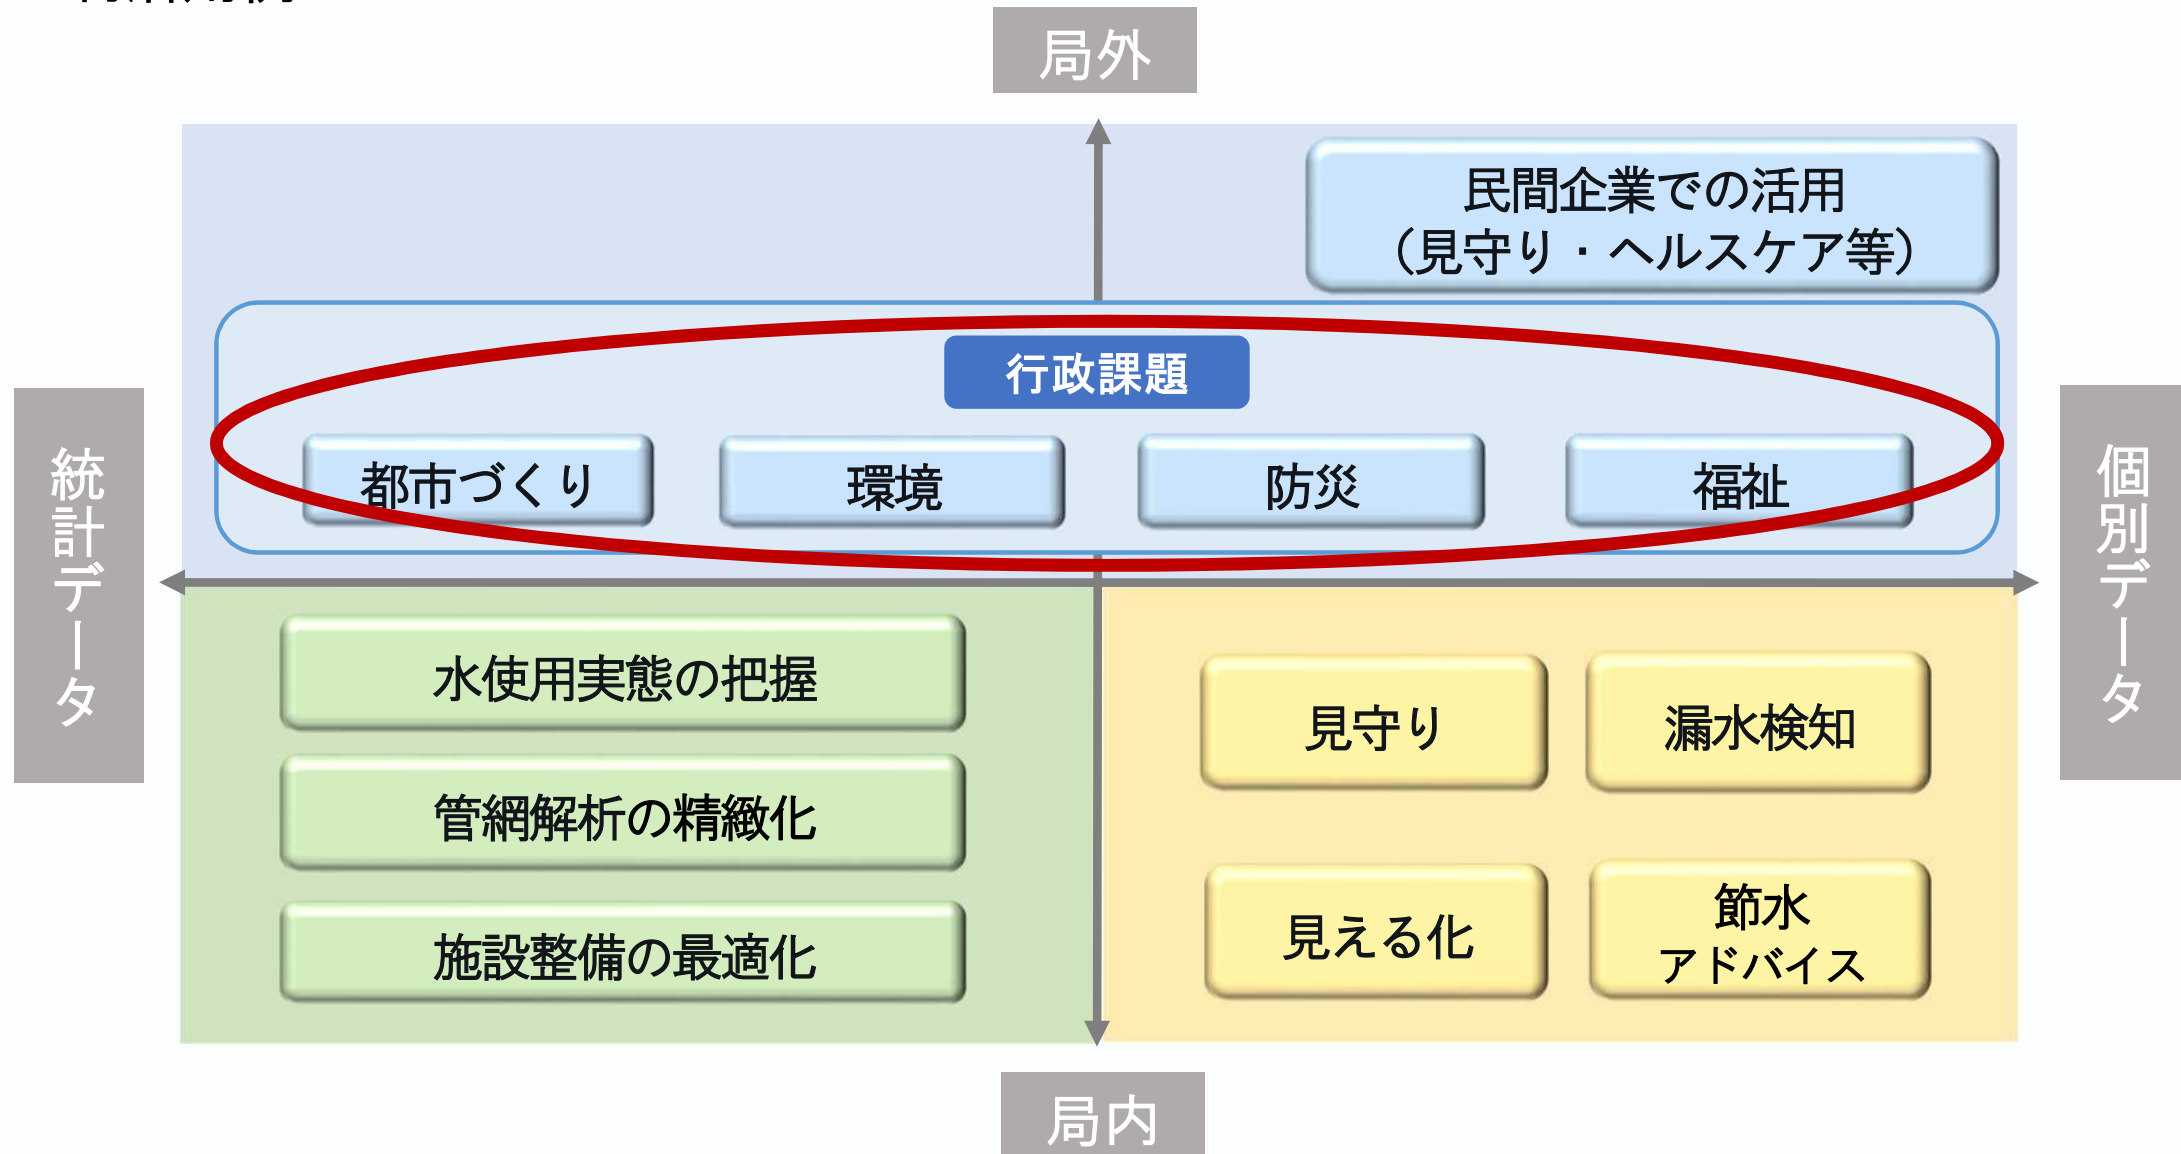 局外
民間企業での活用
（見守り・ヘルスケア等）
行政課題
都市づくり
環境
防災
福祉
統計データ
個別データ
水使用実態の把握
管網解析の精緻化
施設整備の最適化
見守り
漏水検知
見える化
節水
アドバイス
局内